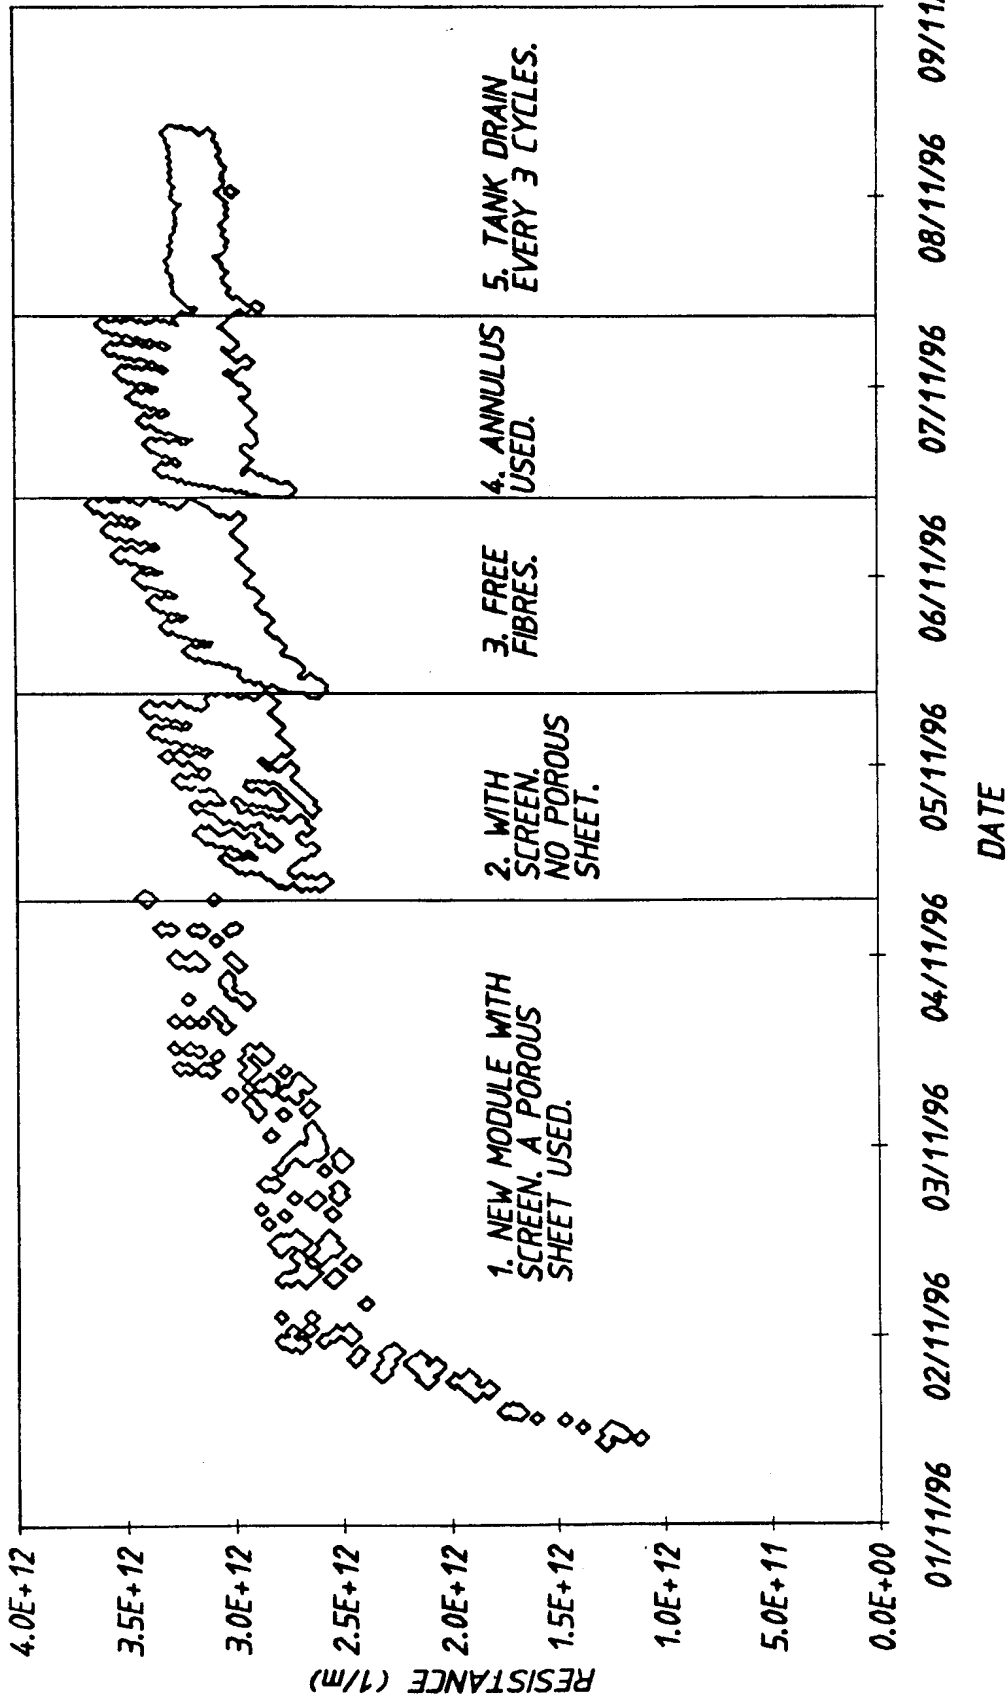 RESISTANCE (1/m)
4.0E+12
3.5E+12
3.0E+12
2.5E+12
2.0E+12
1.5E+12
1.0E+12
5.0E+11
0.0E+00
1. NEW MODULE WITH
SCREEN. A POROUS
SHEET USED.
2. WITH
SCREEN.
NO POROUS
SHEET.
3. FREE
FIBRES.
4. ANNULUS
USED.
5. TANK DRAIN
EVERY 3 CYCLES.
01/11/96 02/11/96 03/11/96 04/11/96 05/11/96 06/11/96 07/11/96 08/11/96 09/11/
DATE